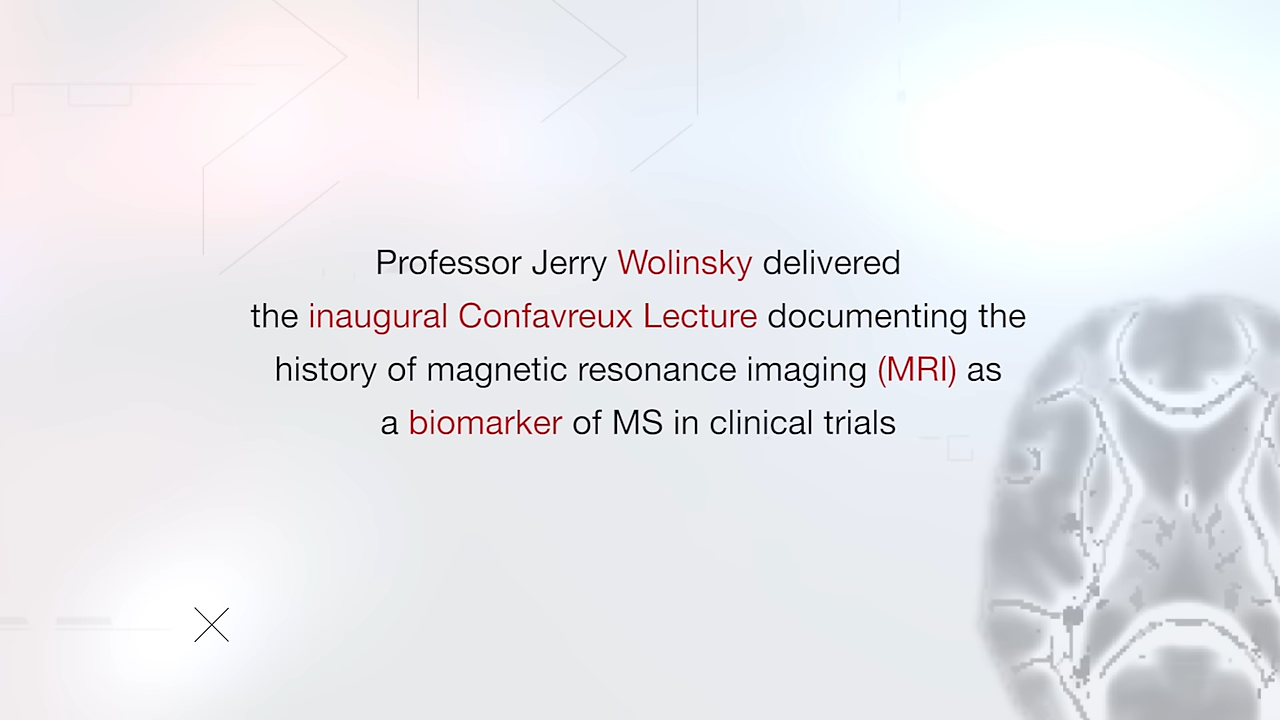 Professor Jerry Wolinsky delivered
the inaugural Confavreux Lecture documenting the
history of magnetic resonance imaging (MRI) as
a biomarker of MS in clinical trials